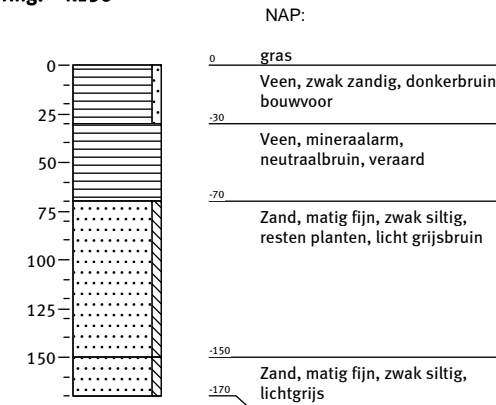 NAP:
0 gras
0
Veen, zwak zandig, donkerbruin
bouwvoor
25
-30
Veen, mineraalarm,
neutraalbruin, veraard
50
-70
75
Zand, matig fijn, zwak siltig,
resten planten, licht grijsbruin
100
125
150
-150
Zand, matig fijn, zwak siltig,
-170 lichtgrijs